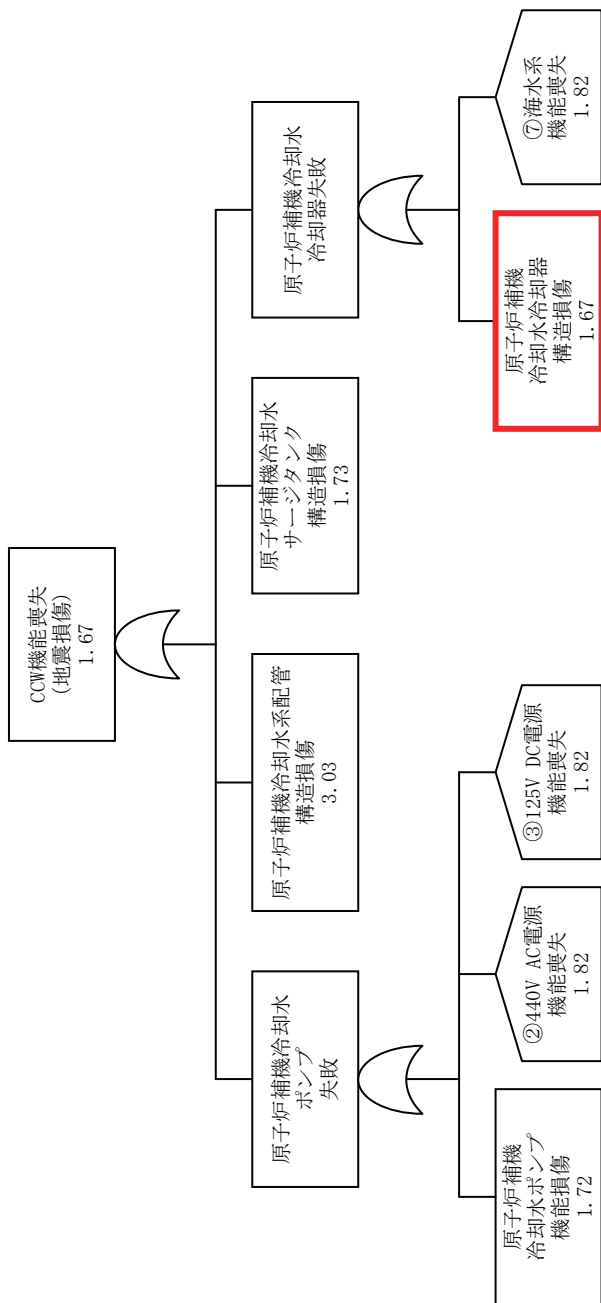 CCW機能喪失
(地震損傷)
1.67
原子炉補機冷却水
ポンプ
失敗
原子炉補機冷却水系配管
構造損傷
3.03
原子炉補機冷却水
サージタンク
構造損傷
1.73
原子炉補機冷却水
冷却器失敗
原子炉補機
冷却水ポンプ
機能損傷
1.72
②440V AC電源
機能喪失
1.82
③125V DC電源
機能喪失
1.82
原子炉補機
冷却水冷却器
構造損傷
1.67
⑦海水系
機能喪失
1.82